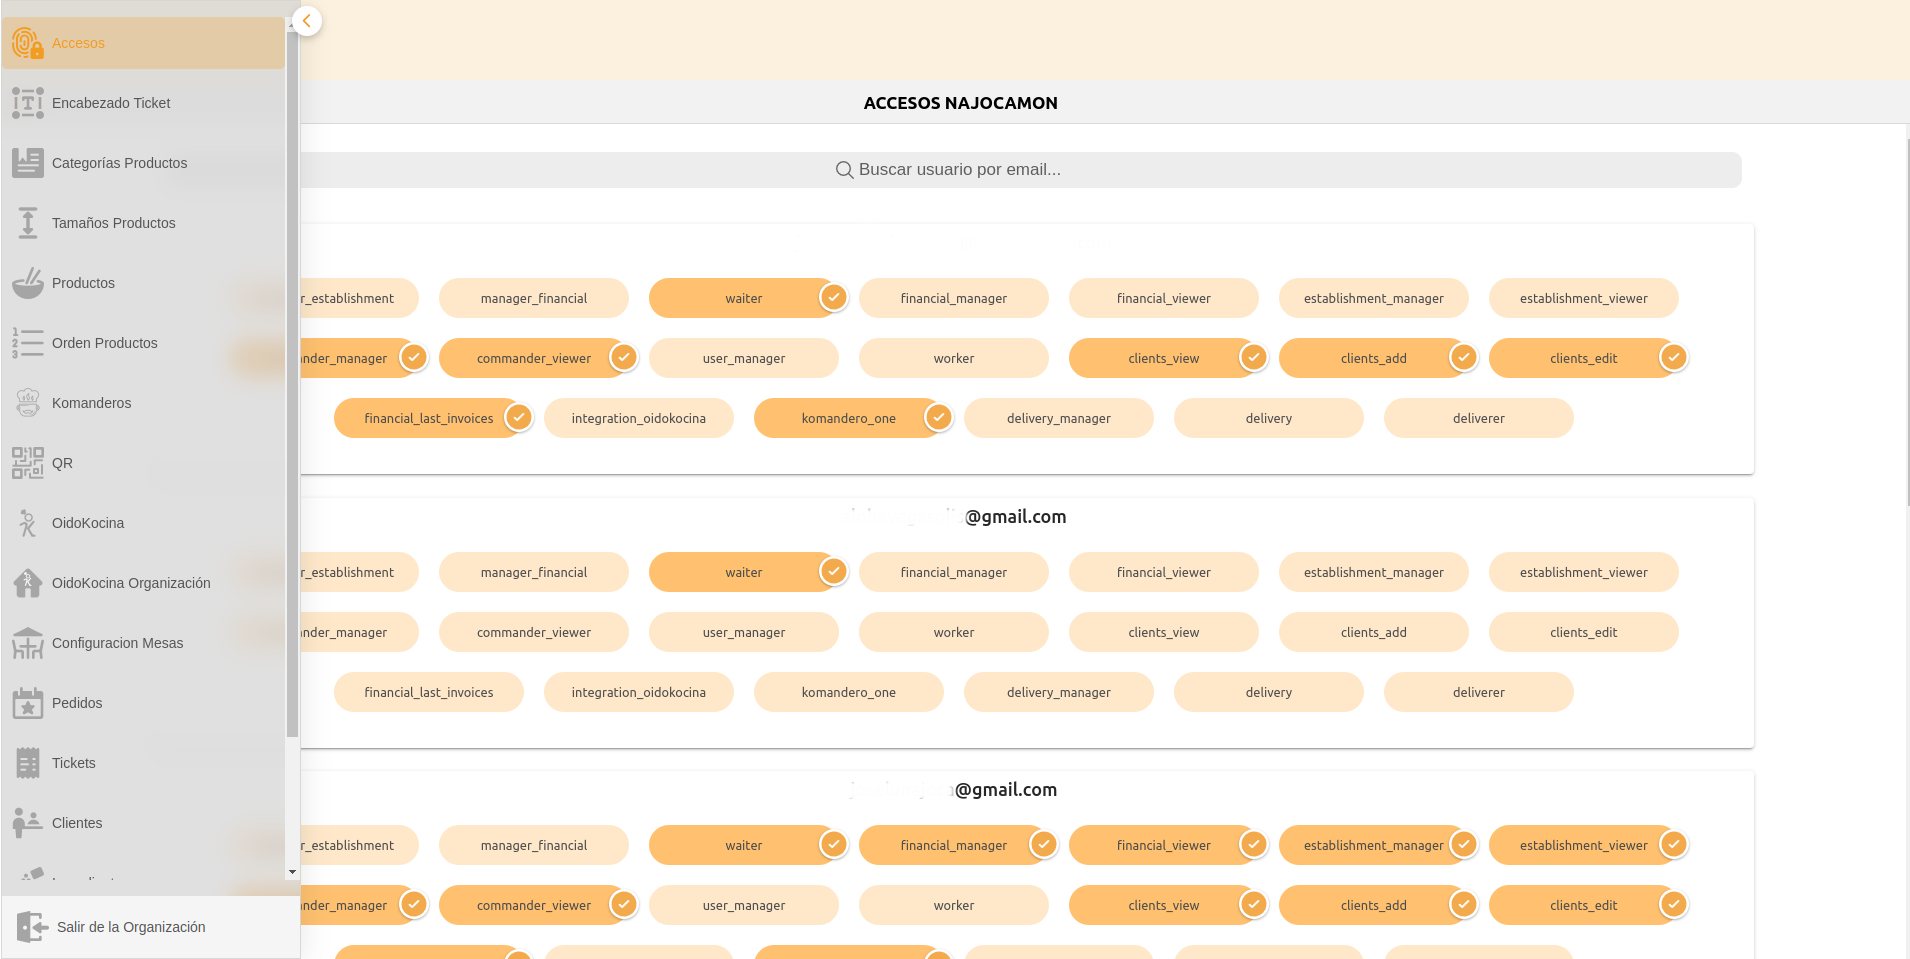 Accesos
Encabezado Ticket
Categorías Productos
Tamaños Productos
Productos
Orden Productos
Komanderos
QR
OidoKocina
OidoKocina Organización
Configuracion Mesas
Pedidos
Tickets
Clientes
Salir de la Organización
ACCESOS NAJOCAMON
Buscar usuario por email...
r_establishment manager_financial waiter financial_manager financial_viewer establishment_manager establishment_viewer
nder_manager commander_viewer user_manager worker clients_view clients_add clients_edit
financial_last_invoices integration_oidokocina komandero_one delivery_manager delivery deliverer
@gmail.com
r_establishment manager_financial waiter financial_manager financial_viewer establishment_manager establishment_viewer
nder_manager commander_viewer user_manager worker clients_view clients_add clients_edit
financial_last_invoices integration_oidokocina komandero_one delivery_manager delivery deliverer
@gmail.com
r_establishment manager_financial waiter financial_manager financial_viewer establishment_manager establishment_viewer
nder_manager commander_viewer user_manager worker clients_view clients_add clients_edit